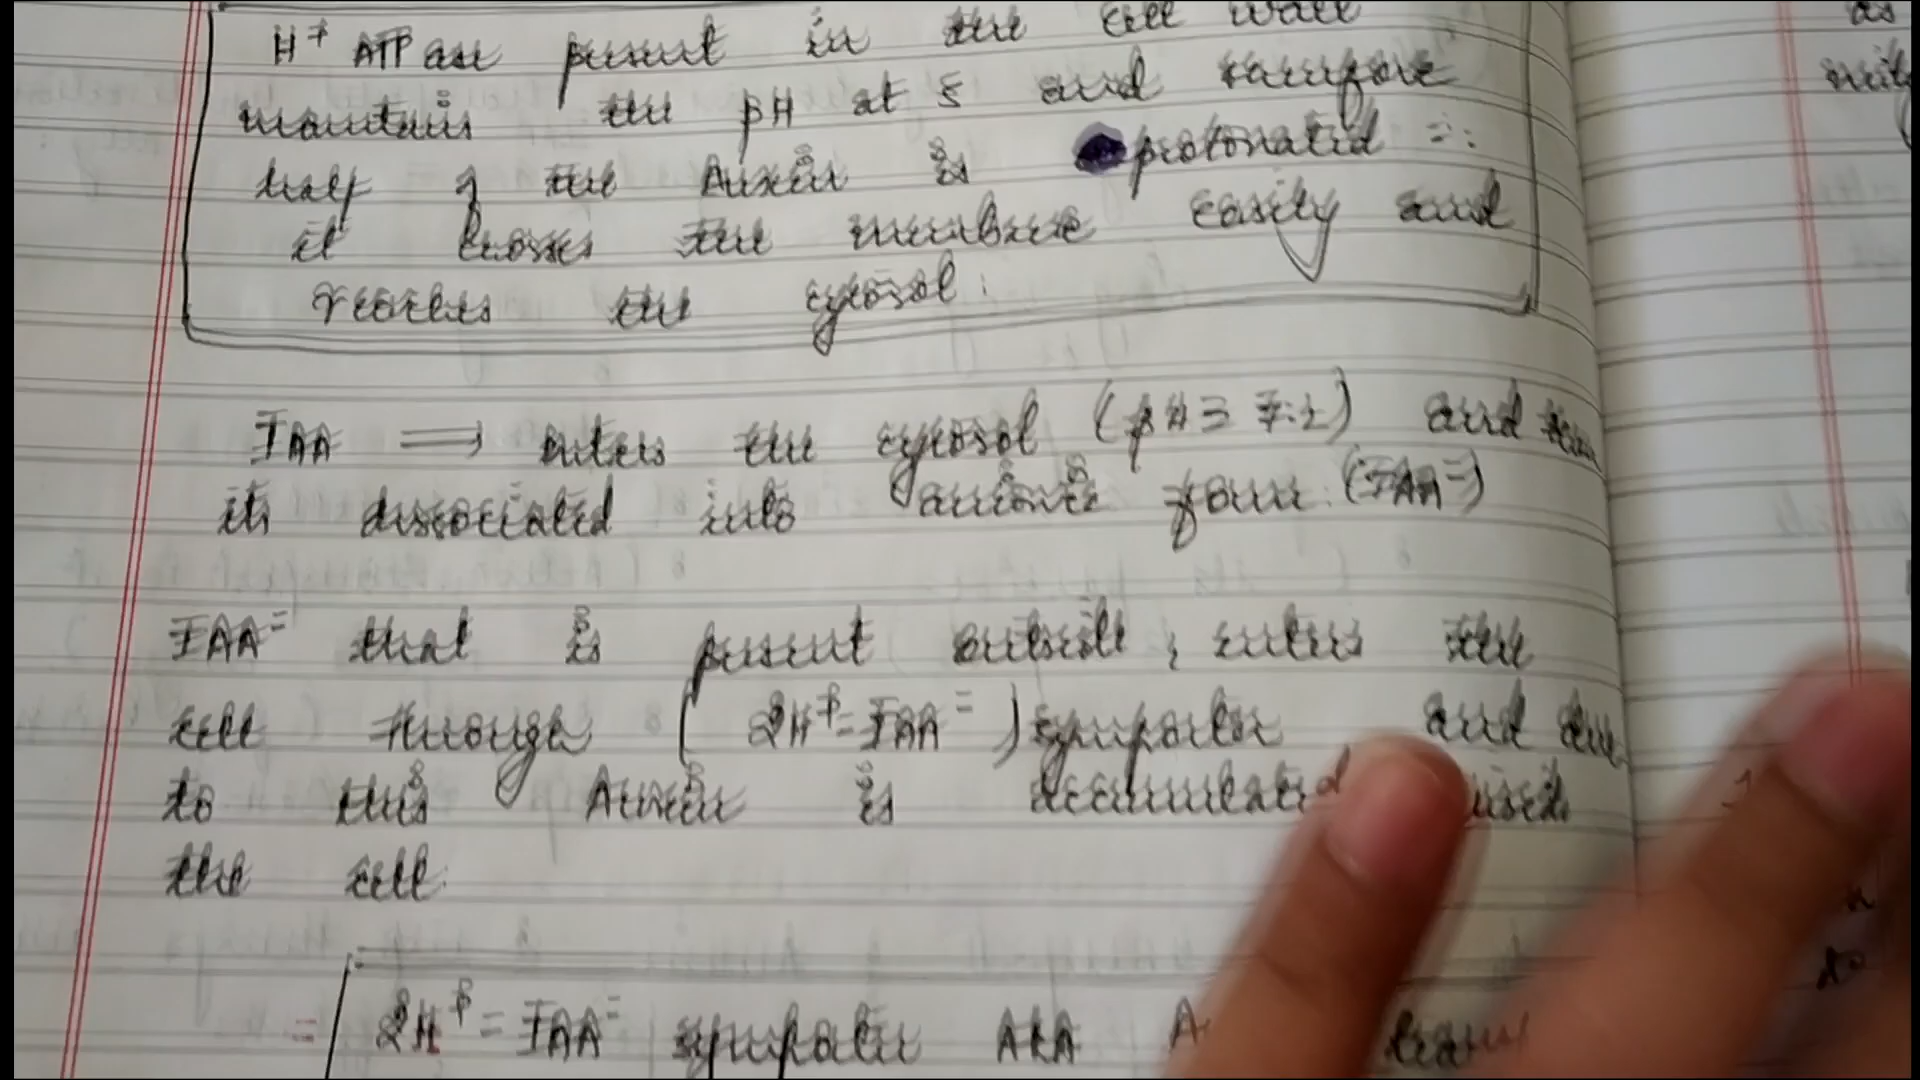 H+ ATPase present in the cell wall
maintains the pH at 5 and therefore
half of the Auxin is protonated ∴
it crosses the membrane easily and
reaches the cytosol.
IAA ⟹ enters the cytosol (pH = 7.2) and
its dissociated into anionic form (IAA-)
IAA- that is present outside, enters the
cell through (2H+-IAA-) symporter and due
to this Auxin is accumulated
the cell.
2H+-IAA- symporter AKA